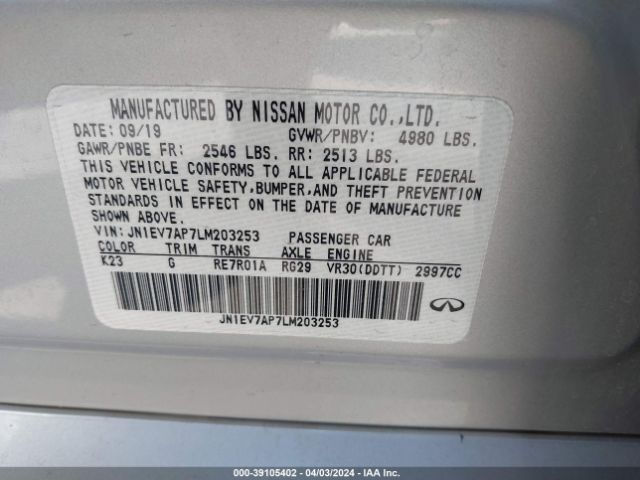 MANUFACTURED BY NISSAN MOTOR CO.,LTD.
DATE: 09/19 GVWR/PNBV: 4980 LBS.
GAWR/PNBE FR: 2546 LBS. RR: 2513 LBS.
THIS VEHICLE CONFORMS TO ALL APPLICABLE FEDERAL
MOTOR VEHICLE SAFETY,BUMPER,AND THEFT PREVENTION
STANDARDS IN EFFECT ON THE DATE OF MANUFACTURE
SHOWN ABOVE.
VIN: JN1EV7AP7LM203253 PASSENGER CAR
COLOR TRIM TRANS AXLE ENGINE
K23 G RE7R01A RG29 VR30(DDTT) 2997CC
JN1EV7AP7LM203253
000-39105402 - 04/03/2024 - IAA Inc.